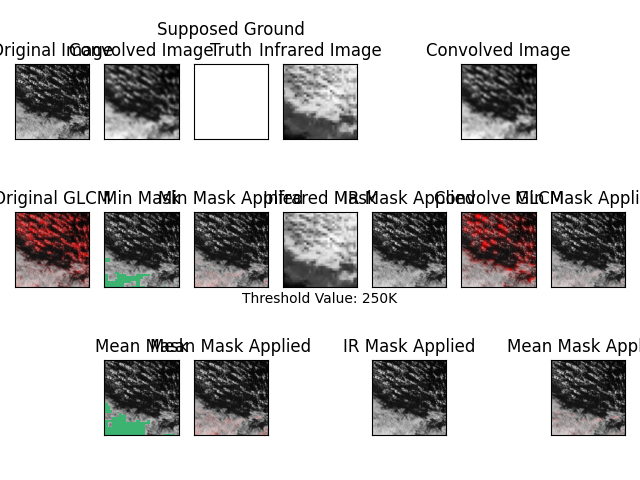 Supposed Ground
Original Image Convolved Image Truth Infrared Image Convolved Image
Original GLCM Min Mask Min Mask Applied Infrared Mask IR Mask Applied Convolve GLCM Min Mask Appli
Threshold Value: 250K
Mean Mask Mean Mask Applied IR Mask Applied Mean Mask Appl